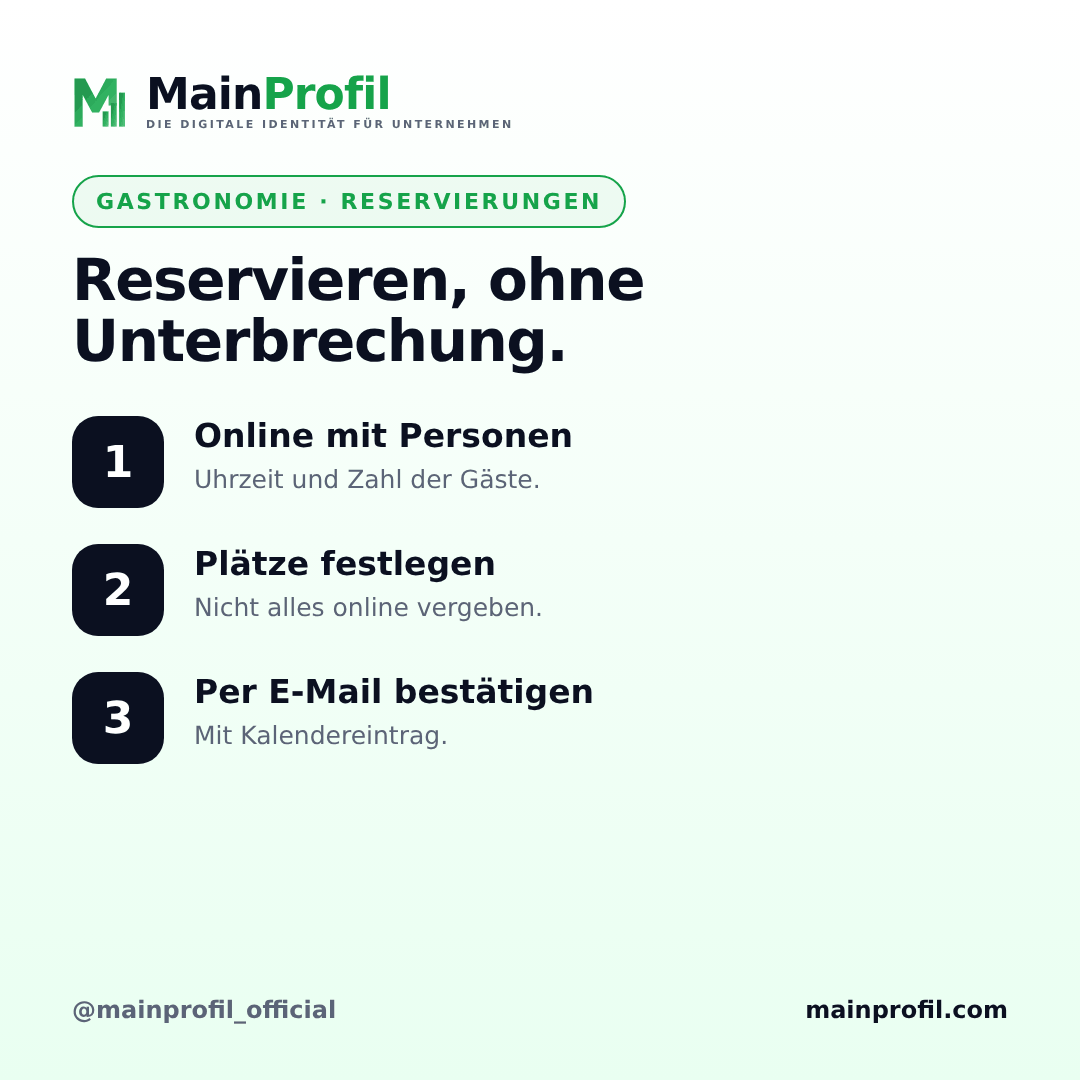 MainProfil
DIE DIGITALE IDENTITÄT FÜR UNTERNEHMEN
GASTRONOMIE · RESERVIERUNGEN
Reservieren, ohne
Unterbrechung.
1
Online mit Personen
Uhrzeit und Zahl der Gäste.
2
Plätze festlegen
Nicht alles online vergeben.
3
Per E-Mail bestätigen
Mit Kalendereintrag.
@mainprofil_official
mainprofil.com